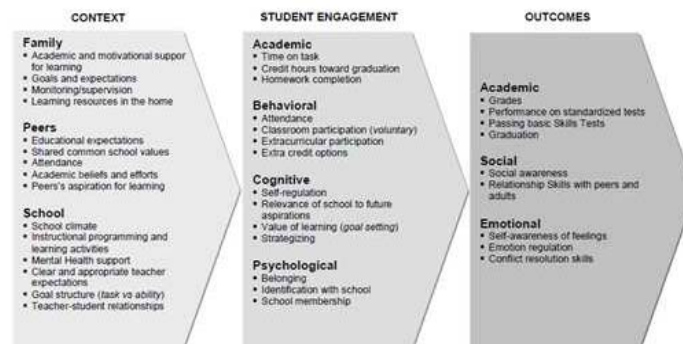 CONTEXT
Family
▪ Academic and motivational suppor
for learning
▪ Goals and expectations
▪ Monitoring/supervision
▪ Learning resources in the home
Peers
▪ Educational expectations
▪ Shared common school values
▪ Attendance
▪ Academic beliefs and efforts
▪ Peers's aspiration for learning
School
▪ School climate
▪ Instructional programming and
learning activities
▪ Mental Health support
▪ Clear and appropriate teacher
expectations
▪ Goal structure (task vs ability)
▪ Teacher-student relationships
STUDENT ENGAGEMENT
Academic
▪ Time on task
▪ Credit hours toward graduation
▪ Homework completion
Behavioral
▪ Attendance
▪ Classroom participation (voluntary)
▪ Extracurricular participation
▪ Extra credit options
Cognitive
▪ Self-regulation
▪ Relevance of school to future
aspirations
▪ Value of learning (goal setting)
▪ Strategizing
Psychological
▪ Belonging
▪ Identification with school
▪ School membership
OUTCOMES
Academic
▪ Grades
▪ Performance on standardized tests
▪ Passing basic Skills Tests
▪ Graduation
Social
▪ Social awareness
▪ Relationship Skills with peers and
adults
Emotional
▪ Self-awareness of feelings
▪ Emotion regulation
▪ Conflict resolution skills